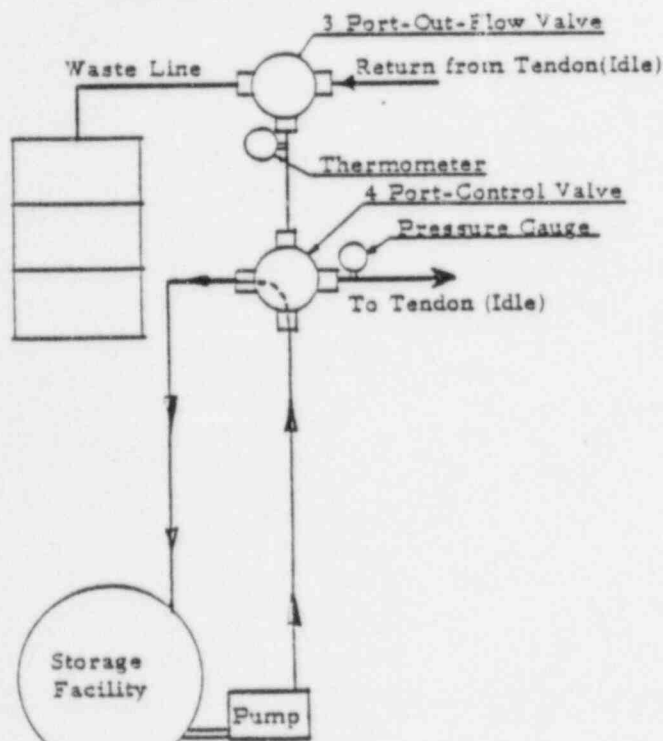 3 Port-Out-Flow Valve
Waste Line
Return from Tendon(Idle)
Thermometer
4 Port-Control Valve
Pressure Gauge
To Tendon (Idle)
Storage
Facility
Pump